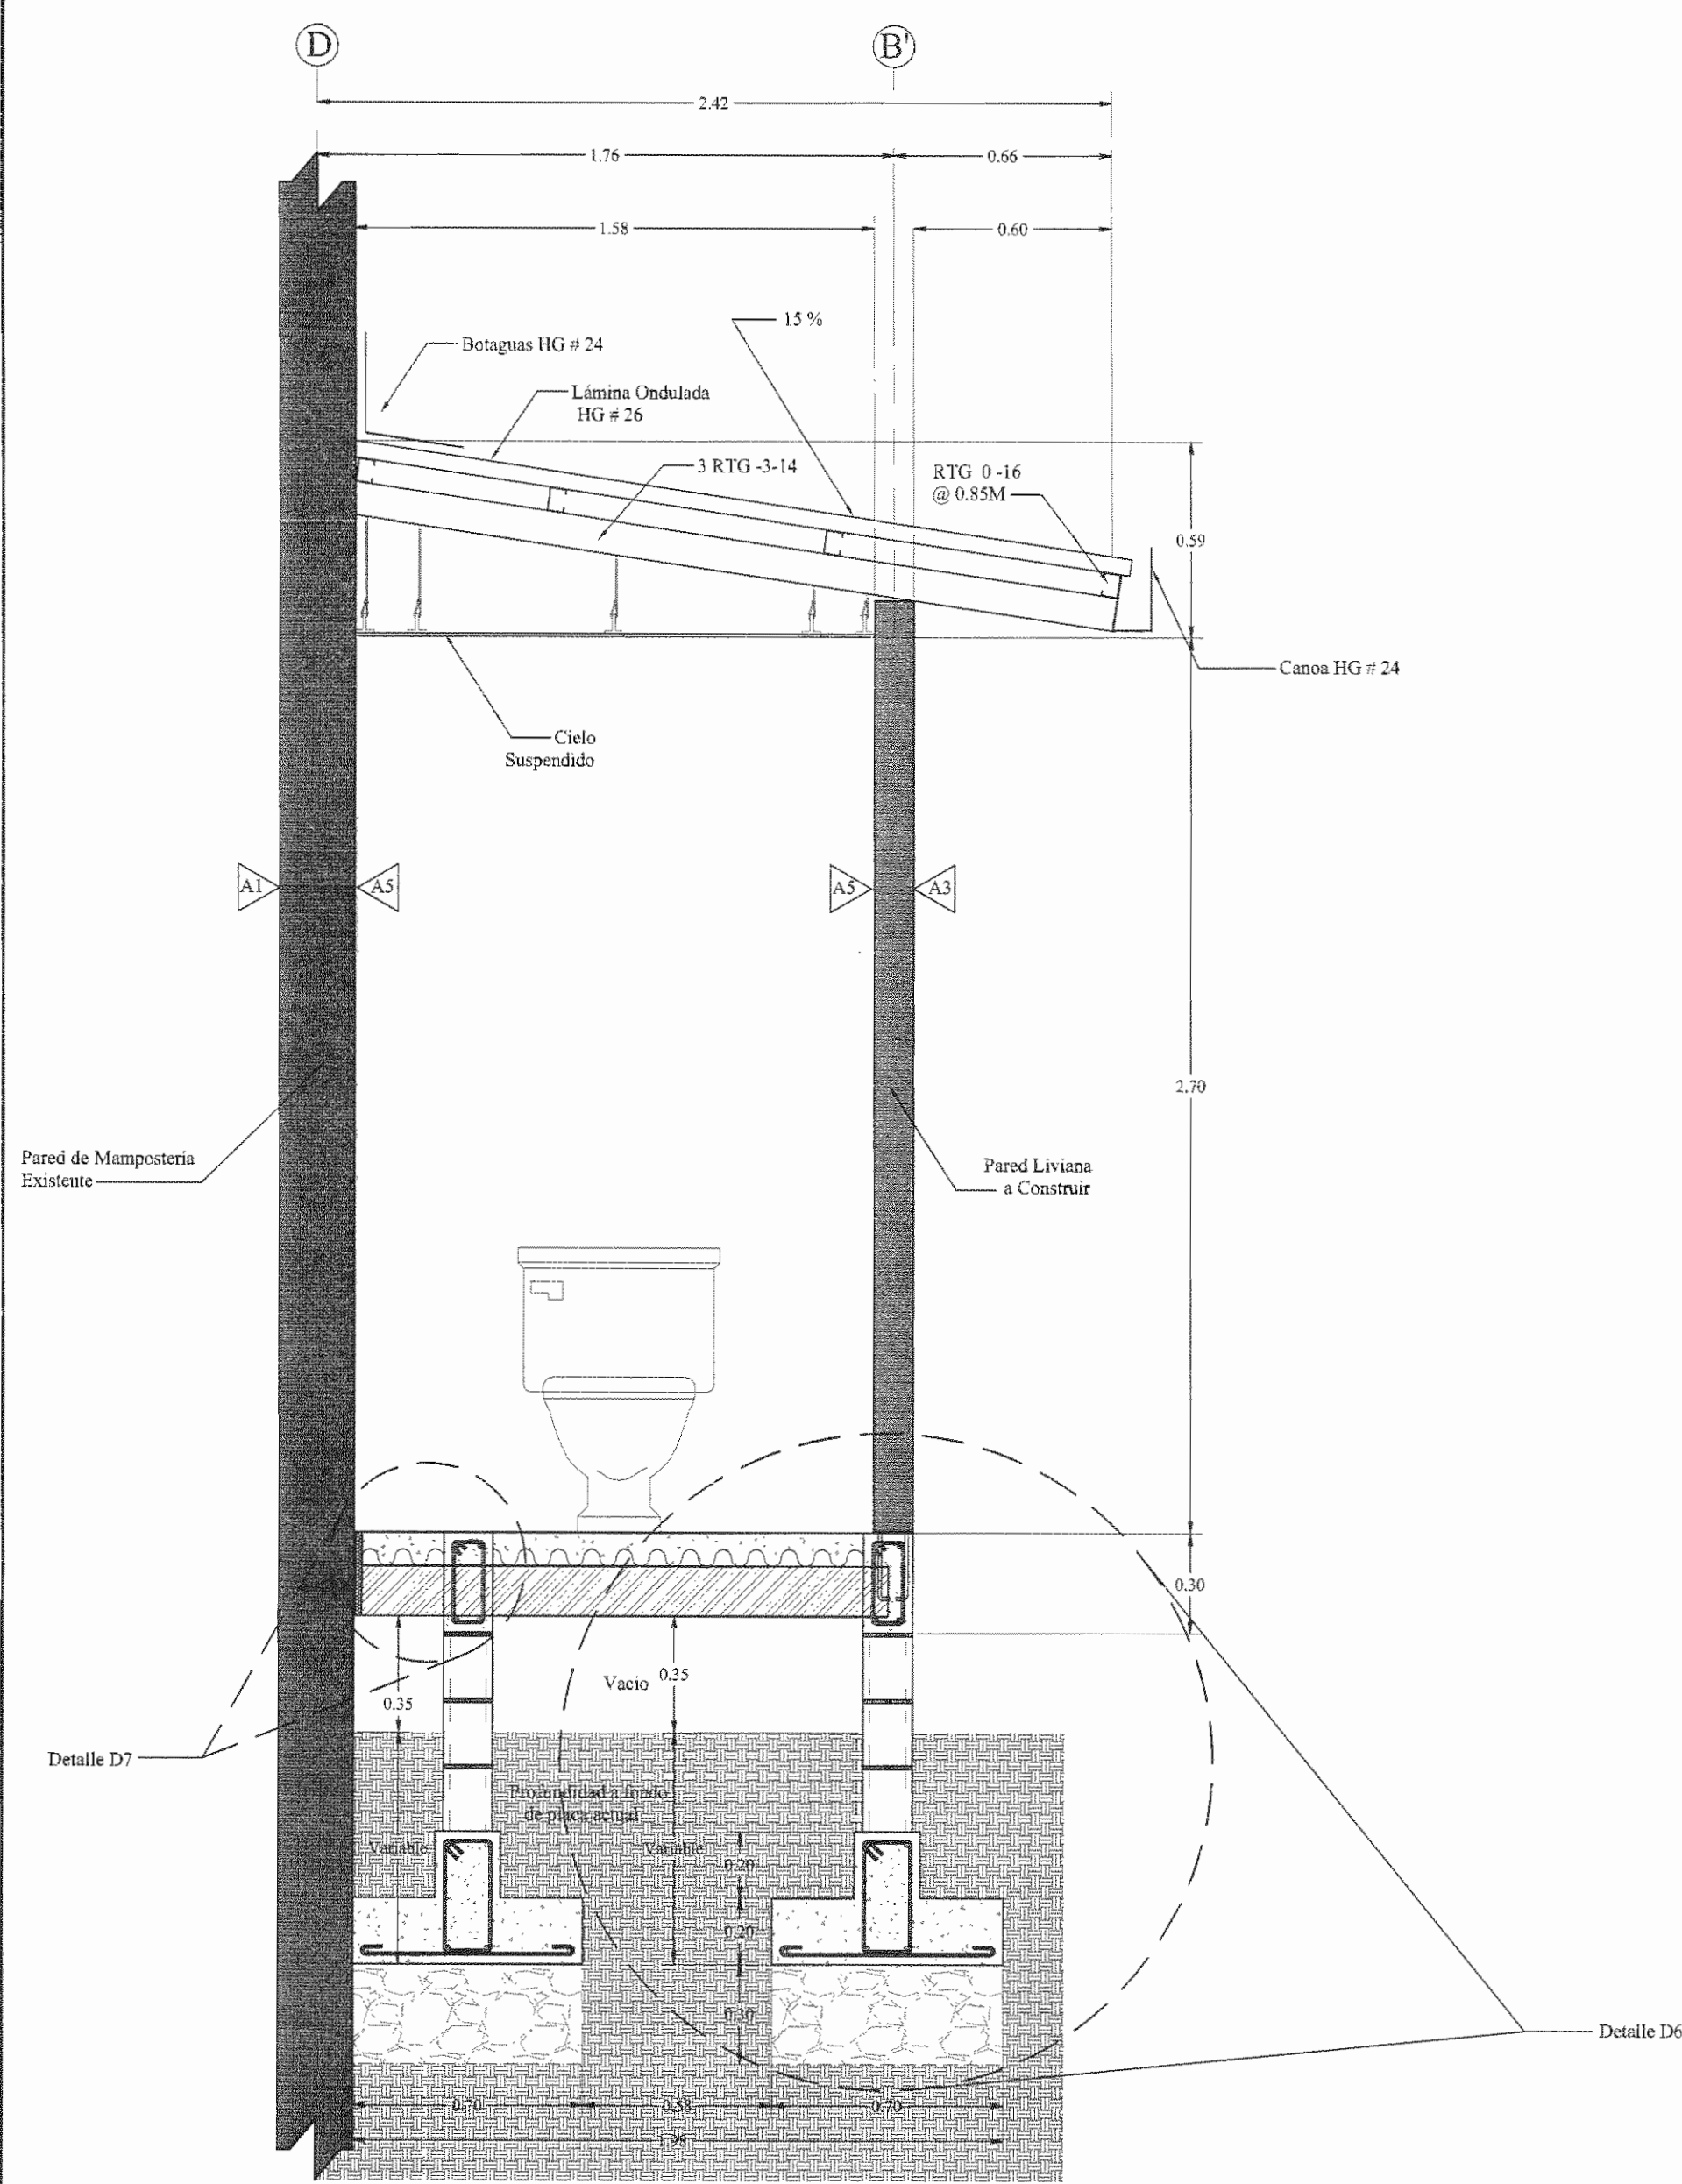 D
B'
2.42
1.76
0.66
1.58
0.60
15 %
Botaguas HG # 24
Lámina Ondulada
HG # 26
3 RTG -3-14
RTG 0 -16
@ 0.85M
0.59
Canoa HG # 24
Cielo
Suspendido
A1
A5
A5
A3
2.70
Pared de Mampostería
Existente
Pared Liviana
a Construir
0.30
Vacio
0.35
0.35
Detalle D7
Profundidad a fondo
de placa actual
Variable
Variable
0.20
0.20
0.30
Detalle D6
0.70
0.58
0.70
1.98